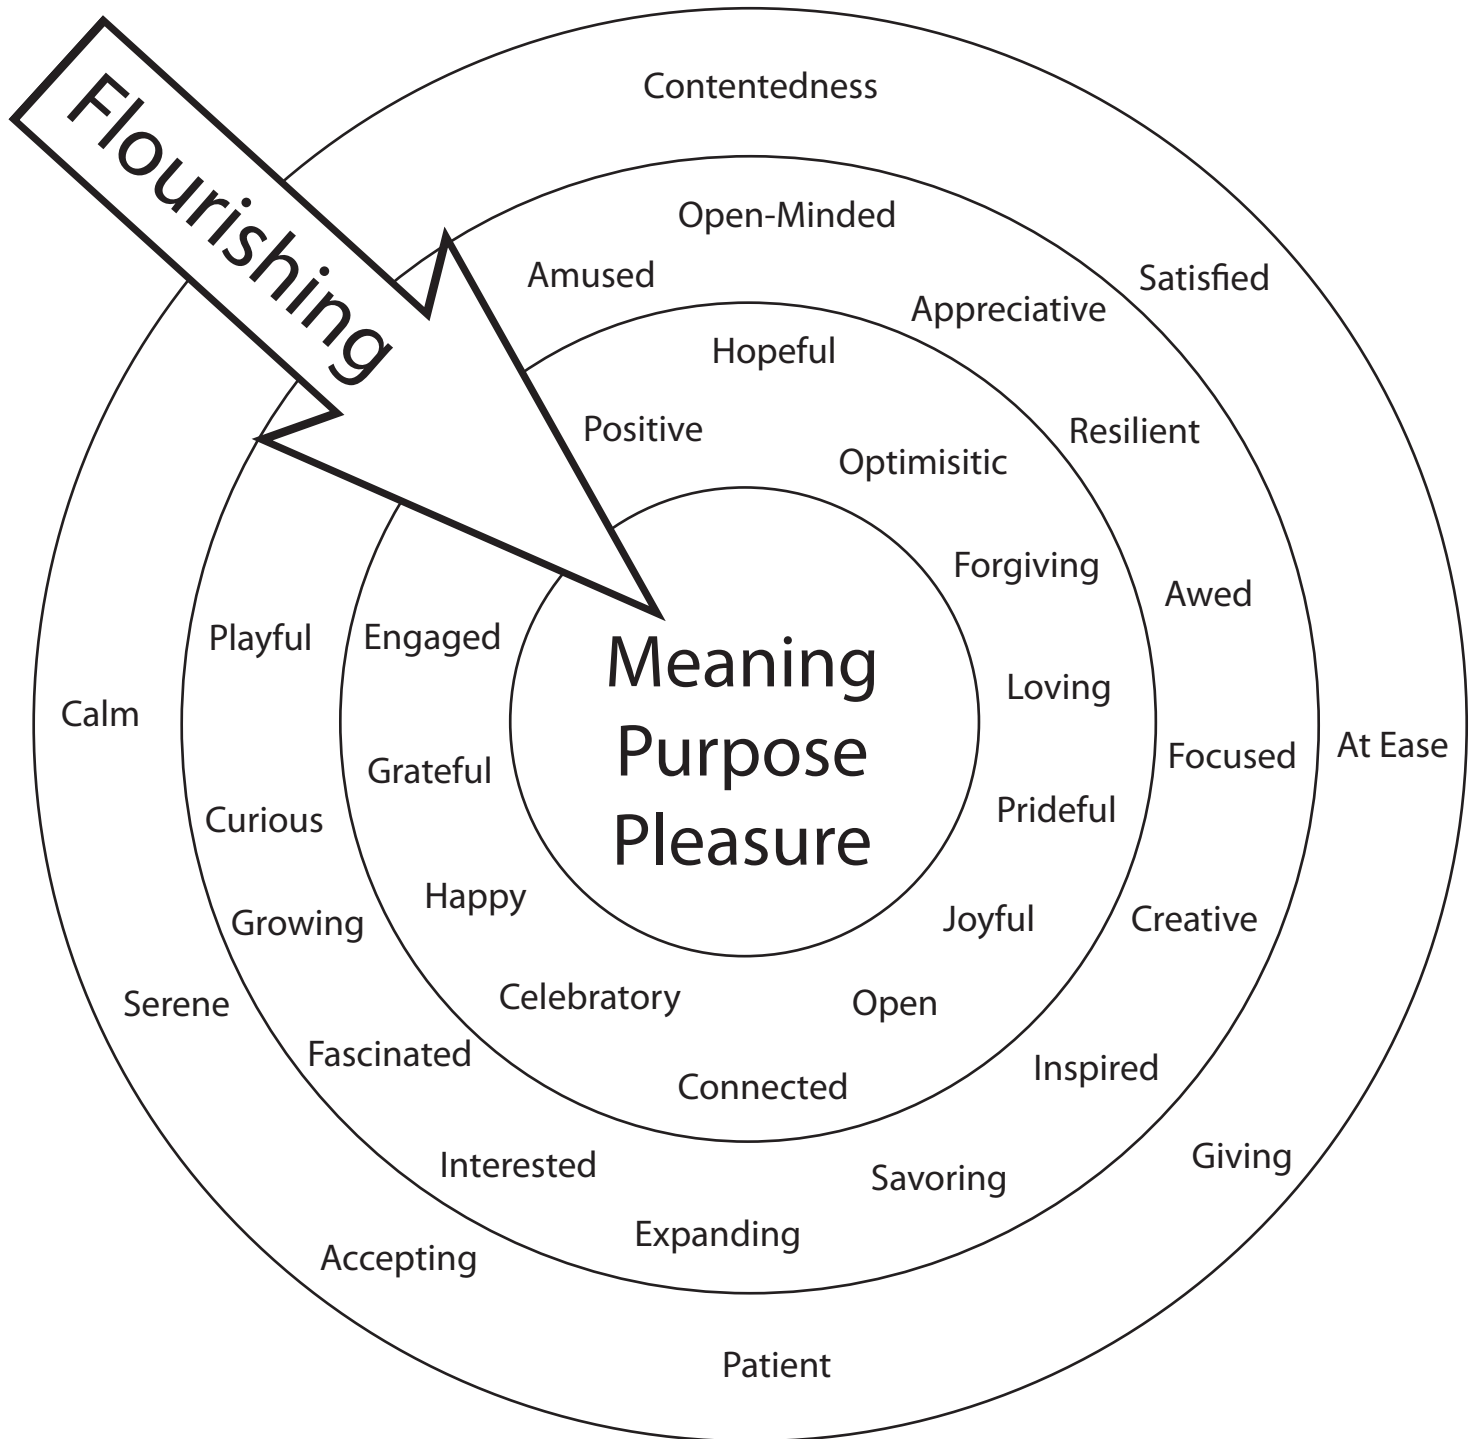 Flourishing
Contentedness
Open-Minded
Amused
Satisfied
Appreciative
Hopeful
Positive
Resilient
Optimisitic
Forgiving
Awed
Playful
Engaged
Meaning
Purpose
Pleasure
Loving
Calm
Focused
At Ease
Grateful
Prideful
Curious
Happy
Growing
Joyful
Creative
Serene
Celebratory
Open
Fascinated
Inspired
Connected
Interested
Savoring
Giving
Expanding
Accepting
Patient